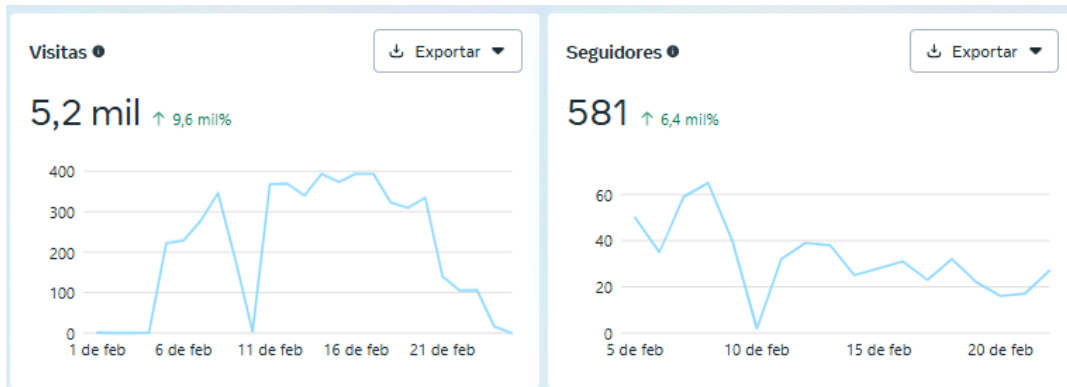 Visitas
Exportar
5,2 mil ↑ 9,6 mil%
400
300
200
100
0
1 de feb 6 de feb 11 de feb 16 de feb 21 de feb
Seguidores
Exportar
581 ↑ 6,4 mil%
60
40
20
0
5 de feb 10 de feb 15 de feb 20 de feb